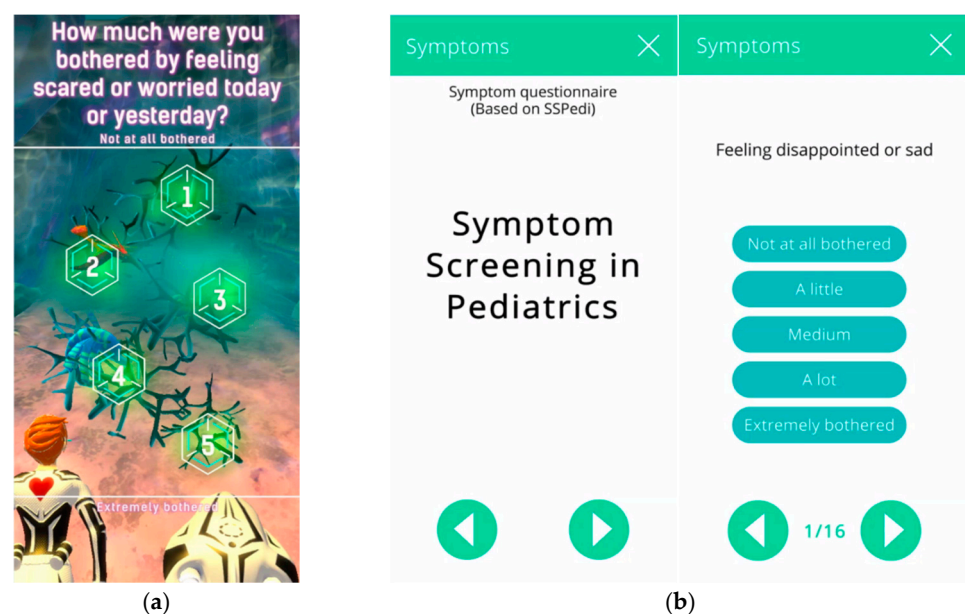 How much were you
bothered by feeling
scared or worried today
or yesterday?
Not at all bothered
1
2
3
4
5
Extremely bothered
(a)
Symptoms
Symptom questionnaire
(Based on SSPedi)
Symptom
Screening in
Pediatrics
Symptoms
Feeling disappointed or sad
Not at all bothered
A little
Medium
A lot
Extremely bothered
1/16
(b)